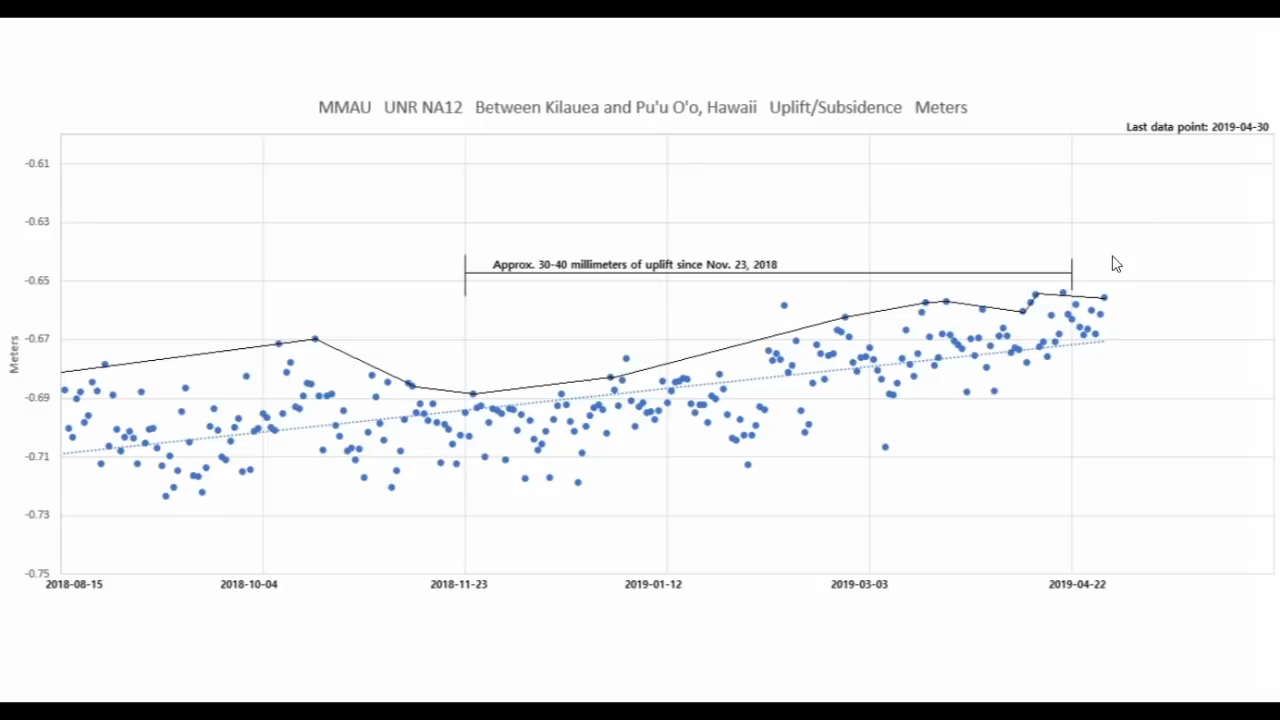 MMAU UNR NA12 Between Kilauea and Pu'u O'o, Hawaii Uplift/Subsidence Meters
Last data point: 2019-04-30
-0.61
-0.63
Approx. 30-40 millimeters of uplift since Nov. 23, 2018
-0.65
-0.67
Meters
-0.69
-0.71
-0.73
-0.75
2018-08-15 2018-10-04 2018-11-23 2019-01-12 2019-03-03 2019-04-22